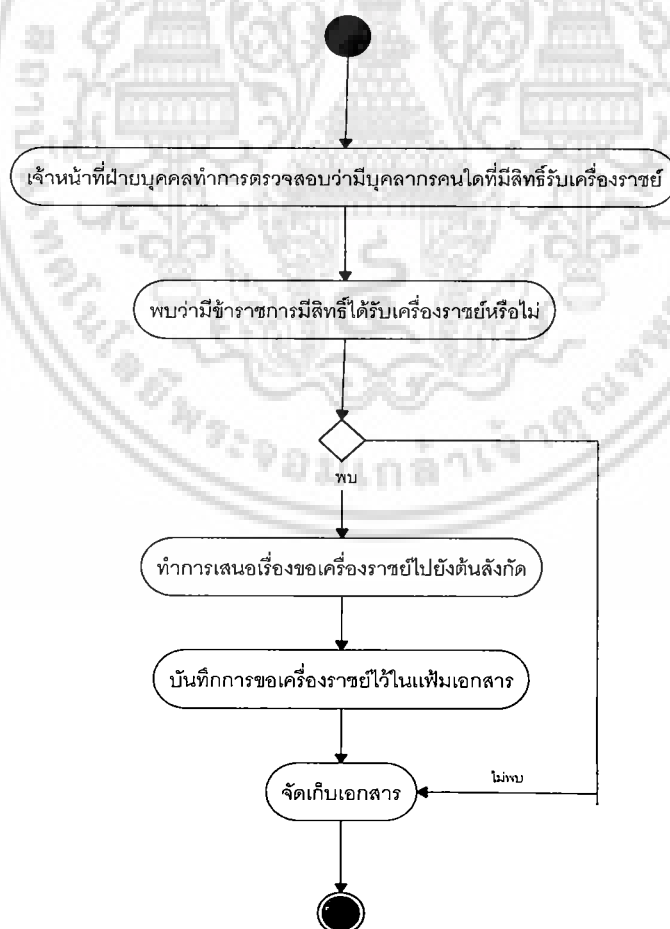 เจ้าหน้าที่ฝ่ายบุคคลทำการตรวจสอบว่ามีบุคลากรคนใดที่มีสิทธิ์รับเครื่องราชย์
พบว่ามีข้าราชการมีสิทธิ์ได้รับเครื่องราชย์หรือไม่
พบ
ทำการเสนอเรื่องขอเครื่องราชย์ไปยังต้นสังกัด
บันทึกการขอเครื่องราชย์ไว้ในแฟ้มเอกสาร
ไม่พบ
จัดเก็บเอกสาร